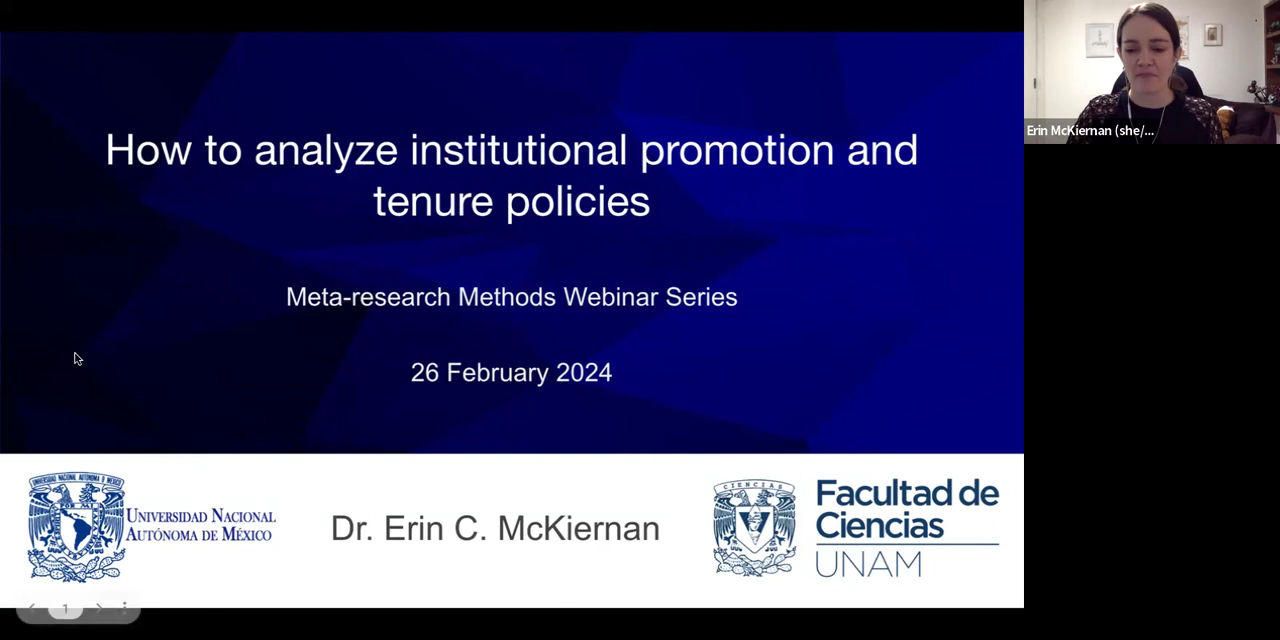 How to analyze institutional promotion and
tenure policies
Meta-research Methods Webinar Series
26 February 2024
UNIVERSIDAD NACIONAL
AUTÓNOMA DE MÉXICO
Dr. Erin C. McKiernan
CIENCIAS
Facultad de
Ciencias
UNAM
1
Erin McKiernan (she/...